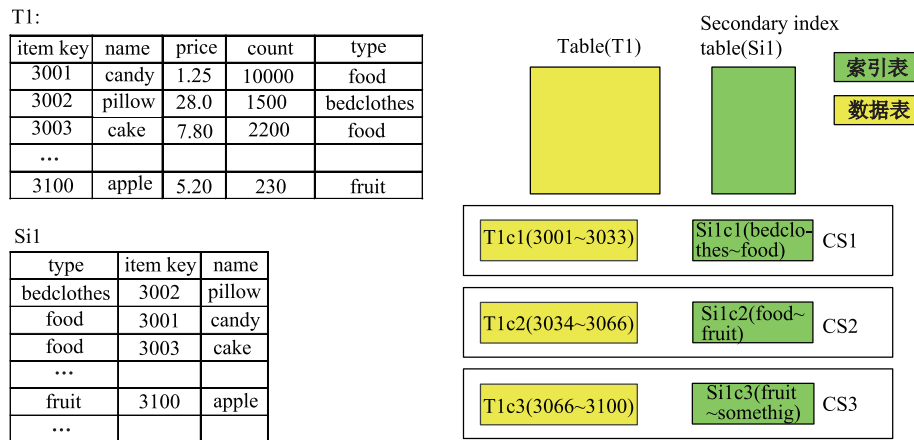 T1:
item key name price count type
3001 candy 1.25 10000 food
3002 pillow 28.0 1500 bedclothes
3003 cake 7.80 2200 food
...
3100 apple 5.20 230 fruit
Si1
type item key name
bedclothes 3002 pillow
food 3001 candy
food 3003 cake
...
fruit 3100 apple
...
Table(T1)
Secondary index
table(Si1)
索引表
数据表
T1c1(3001~3033)
Si1c1(bedclo-
thes~food)
CS1
T1c2(3034~3066)
Si1c2(food~
fruit)
CS2
T1c3(3066~3100)
Si1c3(fruit
~somethig)
CS3